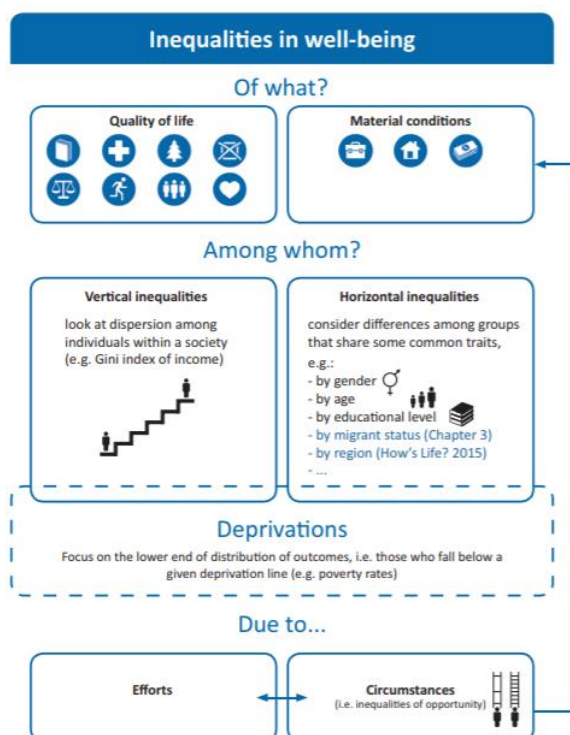 Inequalities in well-being
Of what?
Quality of life
Material conditions
Among whom?
Vertical inequalities
look at dispersion among
individuals within a society
(e.g. Gini index of income)
Horizontal inequalities
consider differences among groups
that share some common traits,
e.g.:
- by gender
- by age
- by educational level
- by migrant status (Chapter 3)
- by region (How's Life? 2015)
- ...
Deprivations
Focus on the lower end of distribution of outcomes, i.e. those who fall below a
given deprivation line (e.g. poverty rates)
Due to...
Efforts
Circumstances
(i.e. inequalities of opportunity)